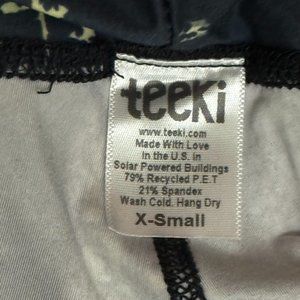 teeki
www.teeki.com
Made With Love
in the U.S. in
Solar Powered Buildings
79% Recycled P.E.T
21% Spandex
Wash Cold. Hang Dry
X-Small